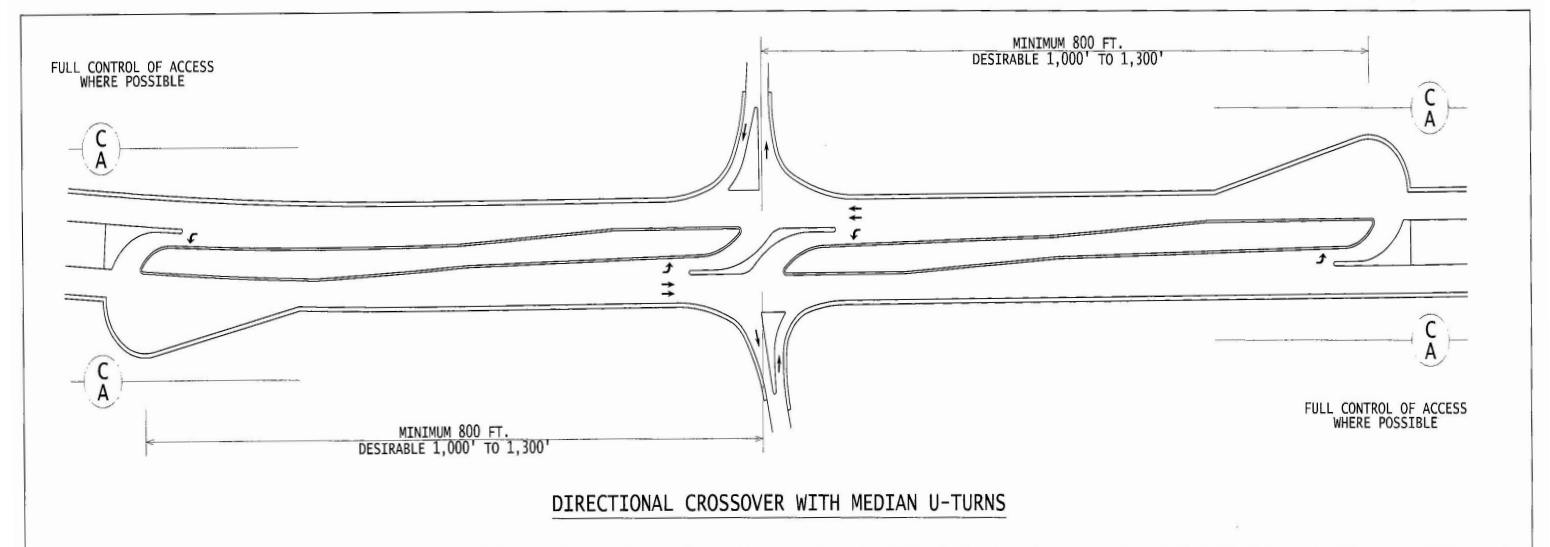 MINIMUM 800 FT.
DESIRABLE 1,000' TO 1,300'
FULL CONTROL OF ACCESS
WHERE POSSIBLE
C
A
C
A
C
A
C
A
FULL CONTROL OF ACCESS
WHERE POSSIBLE
MINIMUM 800 FT.
DESIRABLE 1,000' TO 1,300'
DIRECTIONAL CROSSOVER WITH MEDIAN U-TURNS